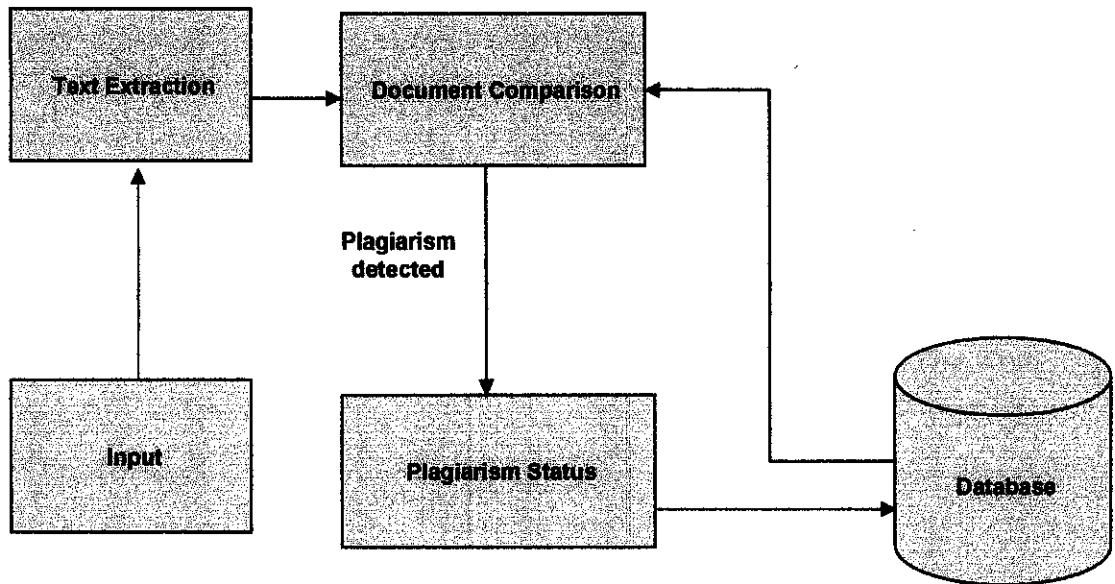 Text Extraction
Document Comparison
Plagiarism
detected
Input
Plagiarism Status
Database